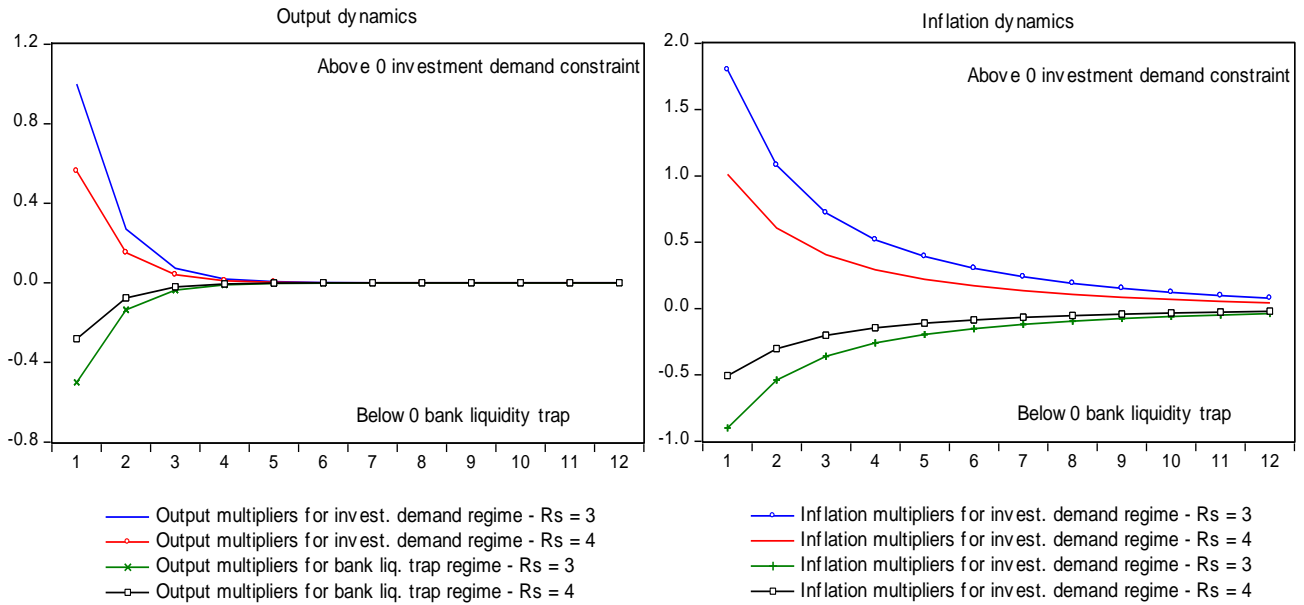 Output dynamics
1.2
0.8
0.4
0.0
-0.4
-0.8
Above 0 investment demand constraint
Below 0 bank liquidity trap
1 2 3 4 5 6 7 8 9 10 11 12
Output multipliers for invest. demand regime - Rs = 3
Output multipliers for invest. demand regime - Rs = 4
Output multipliers for bank liq. trap regime - Rs = 3
Output multipliers for bank liq. trap regime - Rs = 4
Inflation dynamics
2.0
1.5
1.0
0.5
0.0
-0.5
-1.0
Above 0 investment demand constraint
Below 0 bank liquidity trap
1 2 3 4 5 6 7 8 9 10 11 12
Inflation multipliers for invest. demand regime - Rs = 3
Inflation multipliers for invest. demand regime - Rs = 4
Inflation multipliers for invest. demand regime - Rs = 3
Inflation multipliers for invest. demand regime - Rs = 4